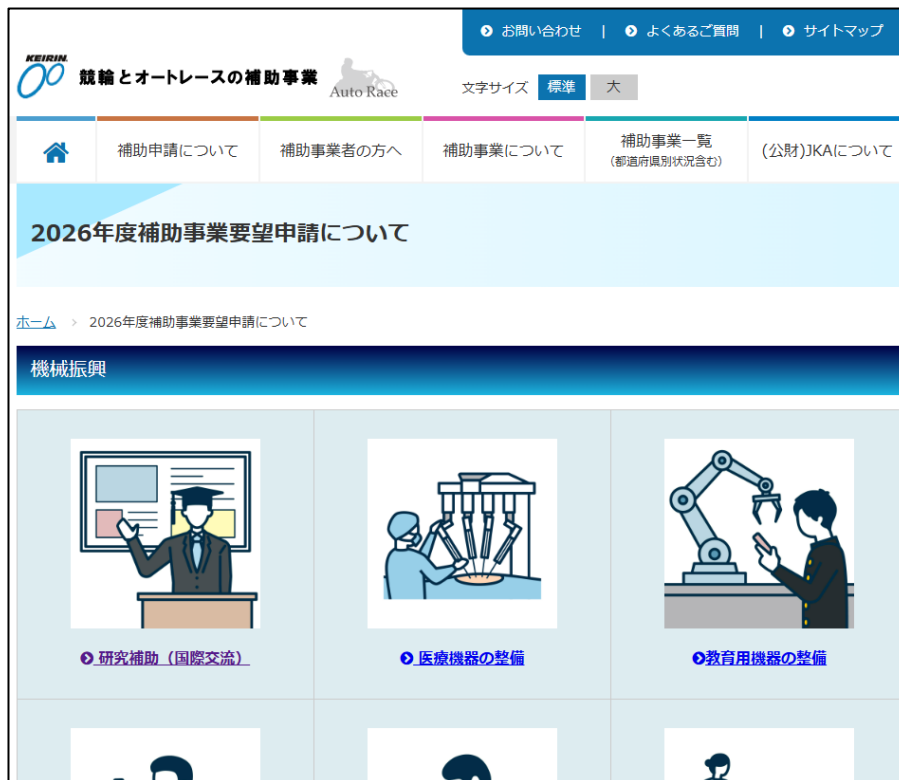 お問い合わせ | よくあるご質問 | サイトマップ
KEIRIN.
競輪とオートレースの補助事業
Auto Race
文字サイズ 標準 大
補助申請について
補助事業者の方へ
補助事業について
補助事業一覧
(都道府県別状況含む)
(公財)JKAについて
2026年度補助事業要望申請について
ホーム > 2026年度補助事業要望申請について
機械振興
研究補助（国際交流）
医療機器の整備
教育用機器の整備